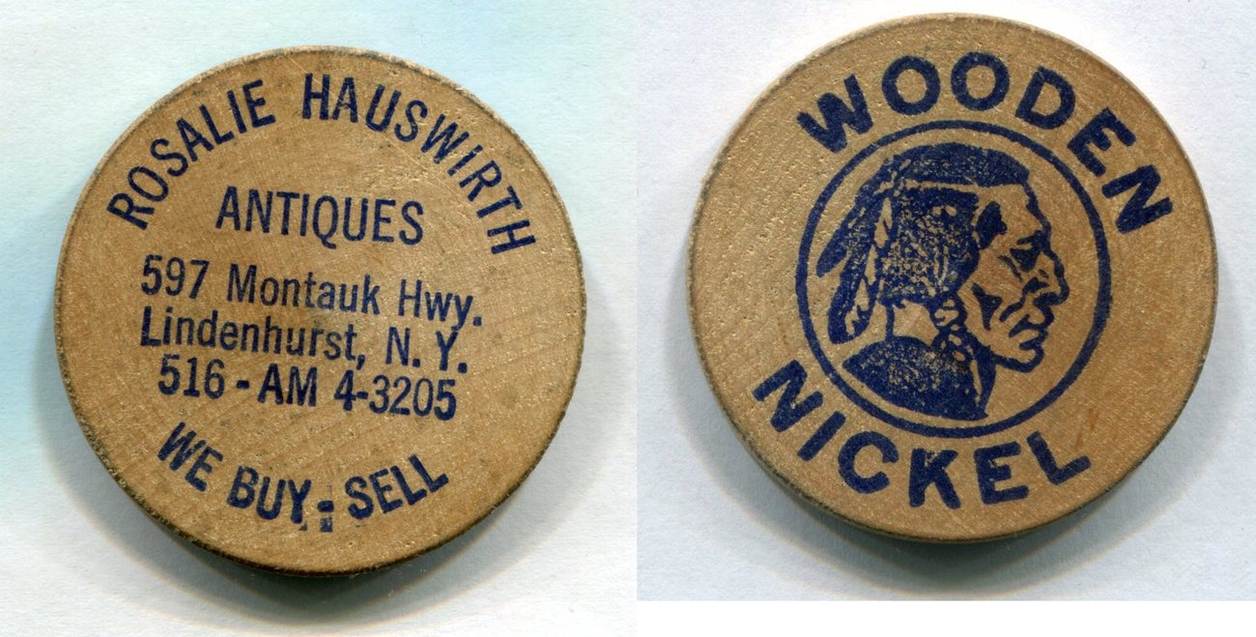 ROSALIE HAUSWIRTH
ANTIQUES
597 Montauk Hwy.
Lindenhurst, N. Y.
516 - AM 4-3205
WE BUY - SELL
WOODEN
NICKEL